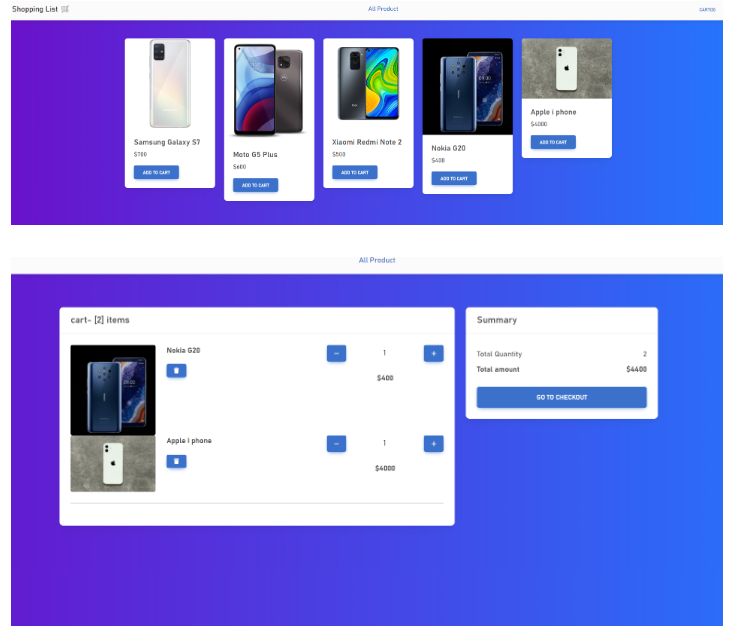 Shopping List 🛒
All Product
CART(0)
Samsung Galaxy S7
$700
ADD TO CART
Moto G5 Plus
$600
ADD TO CART
Xiaomi Redmi Note 2
$500
ADD TO CART
Nokia G20
$400
ADD TO CART
Apple i phone
$4000
ADD TO CART
All Product
cart- [2] items
Nokia G20
− 1 +
$400
Apple i phone
− 1 +
$4000
Summary
Total Quantity 2
Total amount $4400
GO TO CHECKOUT